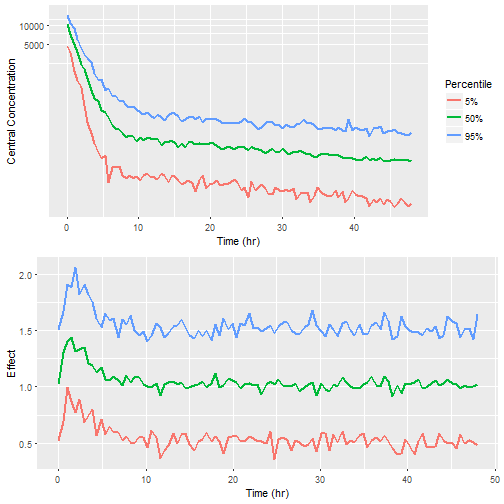 10000
5000
Central Concentration
0 10 20 30 40
Time (hr)
Percentile
5%
50%
95%
2.0
1.5
1.0
0.5
Effect
0 10 20 30 40 50
Time (hr)